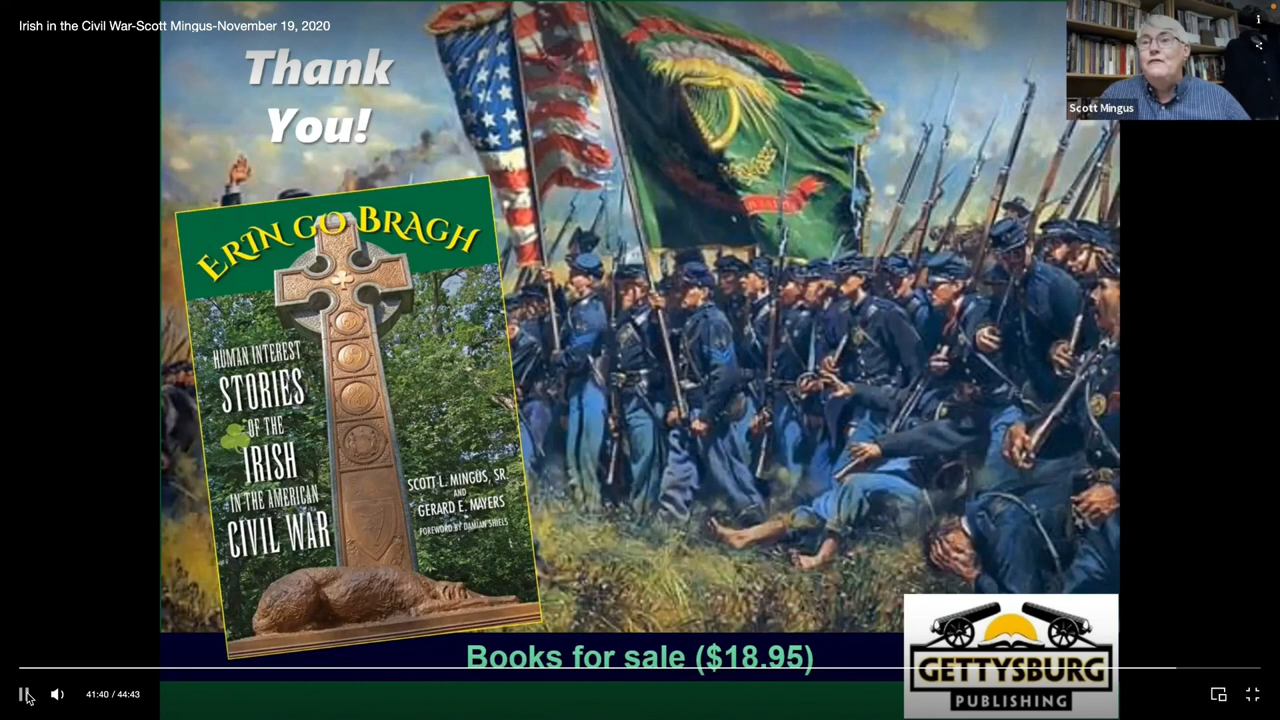 Irish in the Civil War-Scott Mingus-November 19, 2020
Thank
You!
Scott Mingus
ERIN GO BRAGH
HUMAN INTEREST
STORIES
OF THE
IRISH
IN THE AMERICAN
CIVIL WAR
SCOTT L. MINGUS, SR.
AND
GERARD E. MAYERS
FOREWORD BY DAMIAN SHIELS
Books for sale ($18.95)
GETTYSBURG
PUBLISHING
41:40 / 44:43